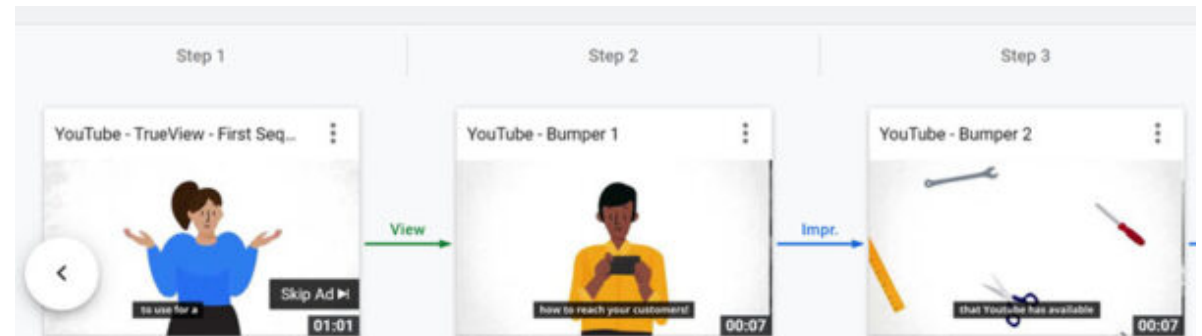 Step 1
Step 2
Step 3
YouTube - TrueView - First Seq...
YouTube - Bumper 1
YouTube - Bumper 2
View
Impr.
Skip Ad
to use for a
01:01
how to reach your customers!
00:07
that Youtube has available
00:07